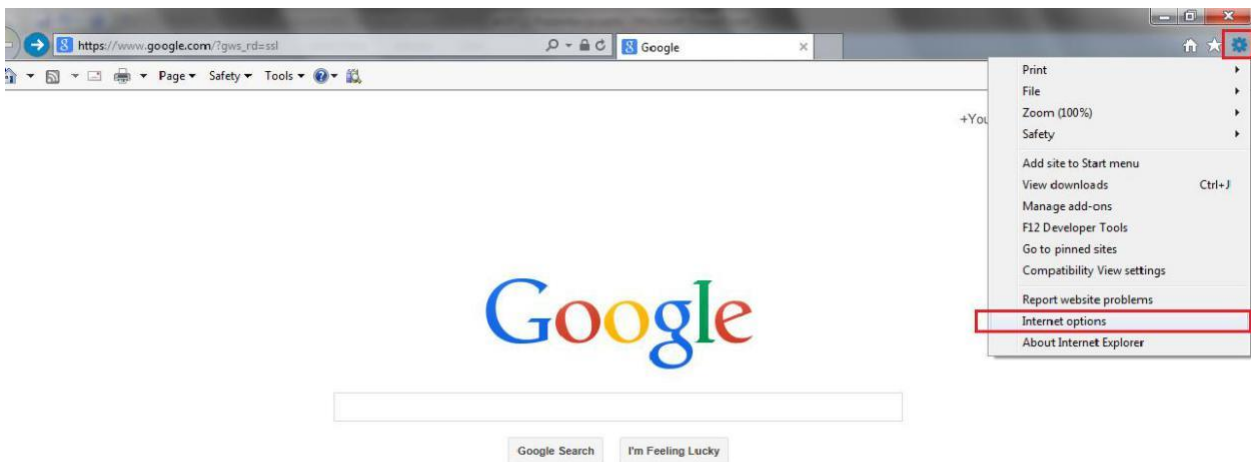 https://www.google.com/?gws_rd=ssl
Google
Page Safety Tools
+You
Print
File
Zoom (100%)
Safety
Add site to Start menu
View downloads Ctrl+J
Manage add-ons
F12 Developer Tools
Go to pinned sites
Compatibility View settings
Report website problems
Internet options
About Internet Explorer
Google
Google Search I'm Feeling Lucky